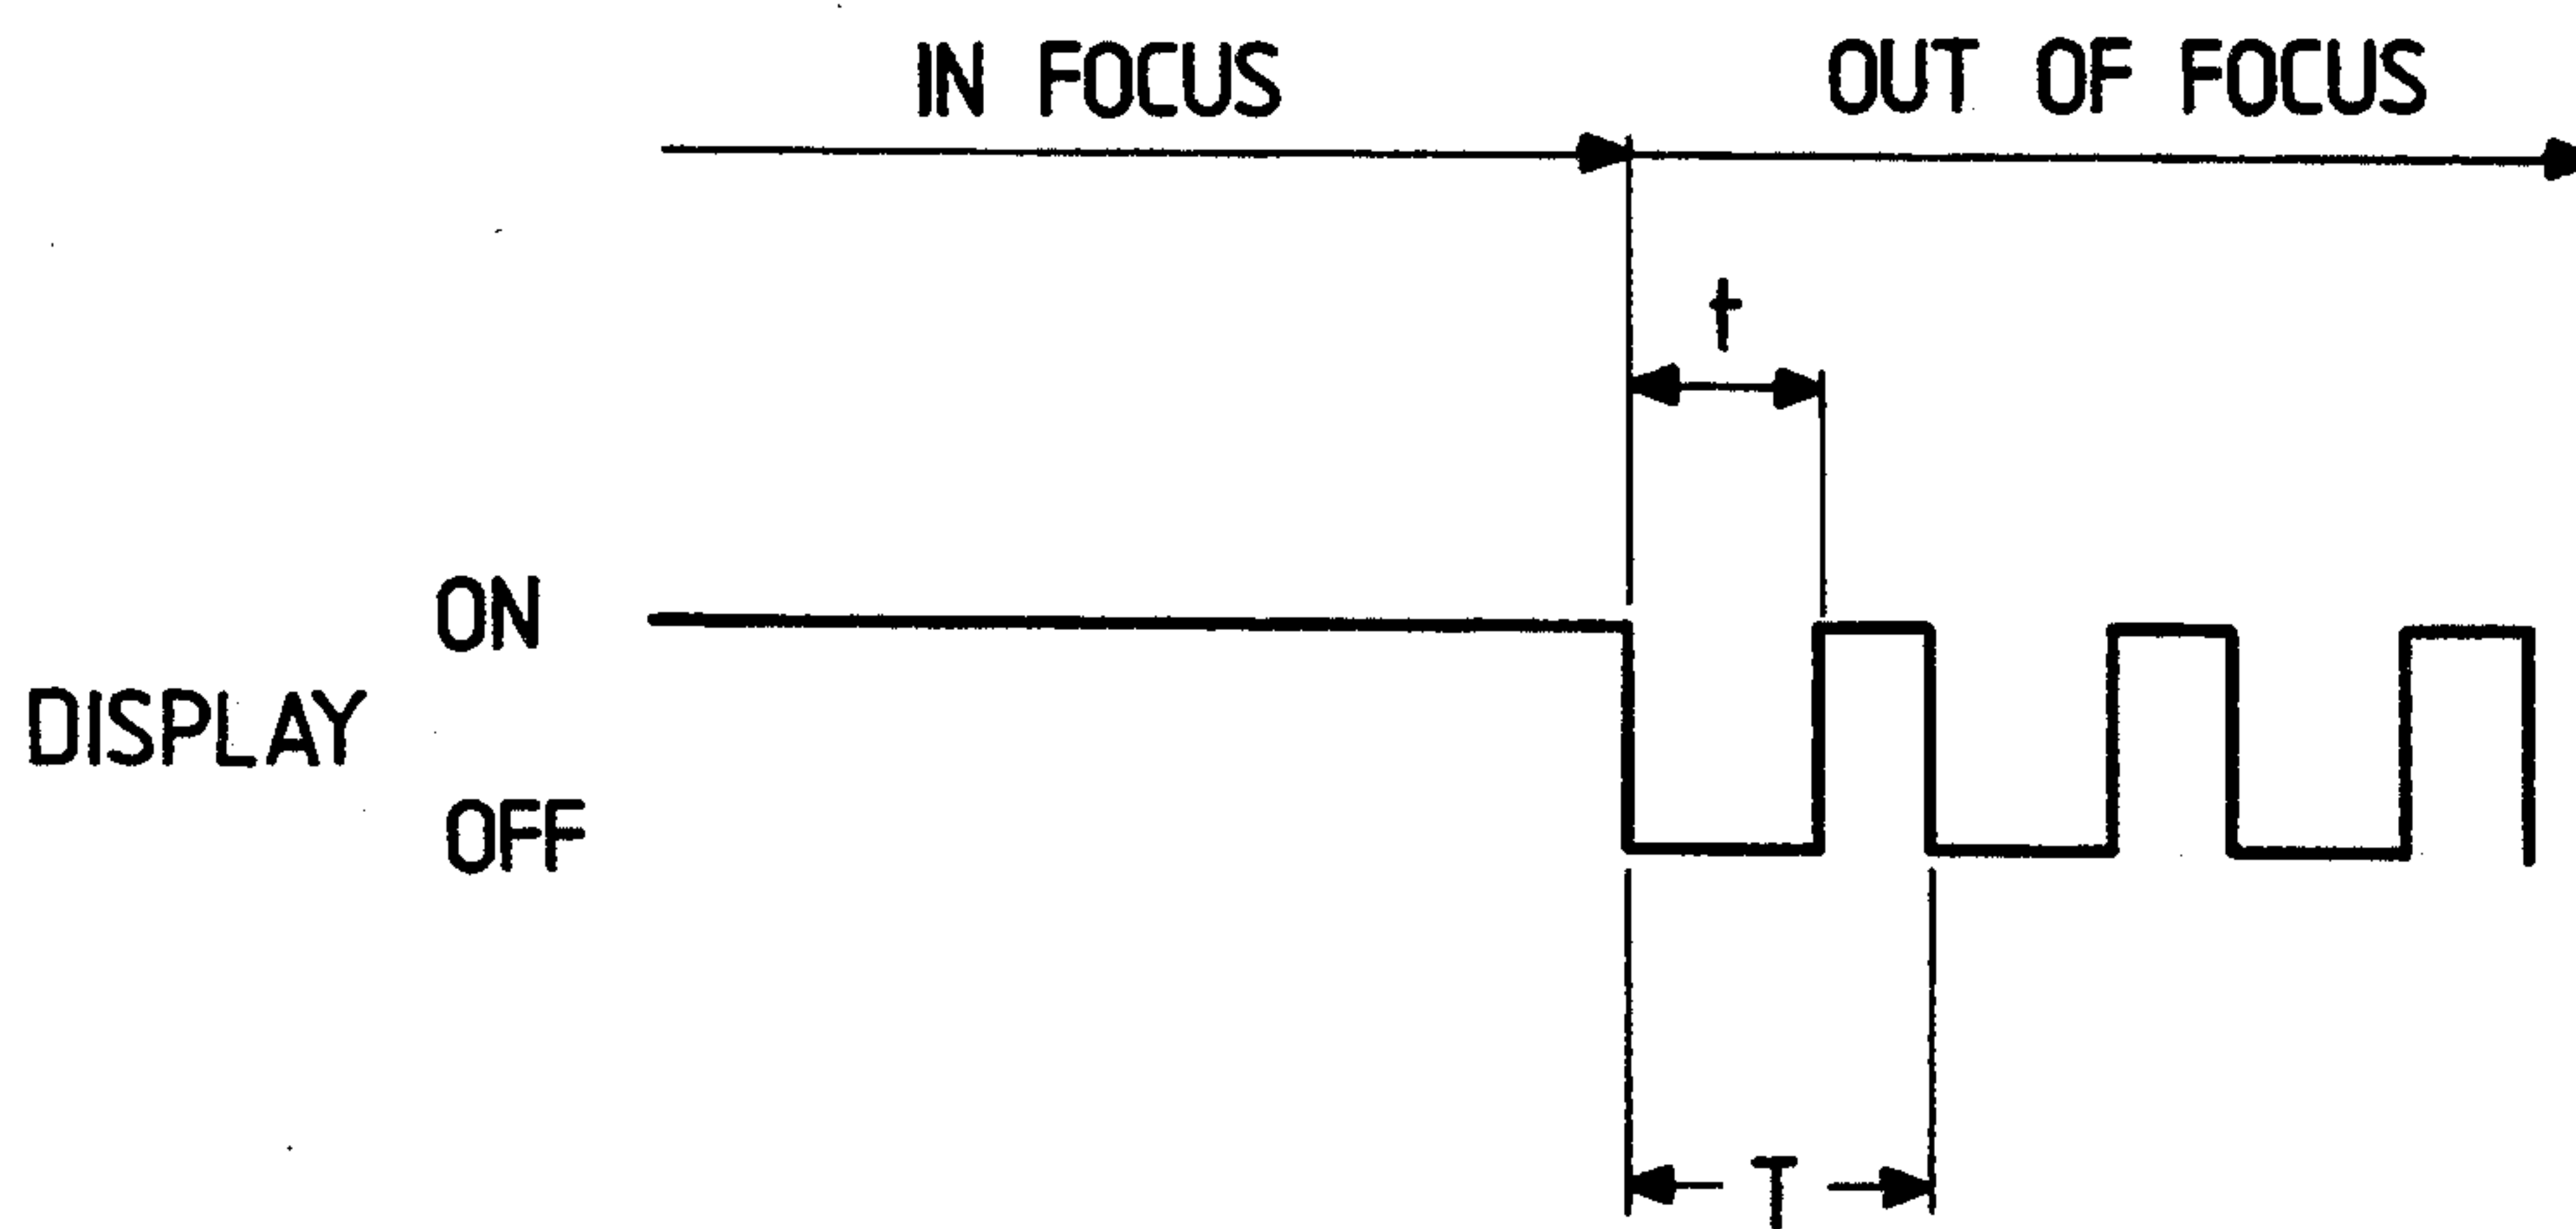 IN FOCUS OUT OF FOCUS
t
ON
DISPLAY
OFF
T